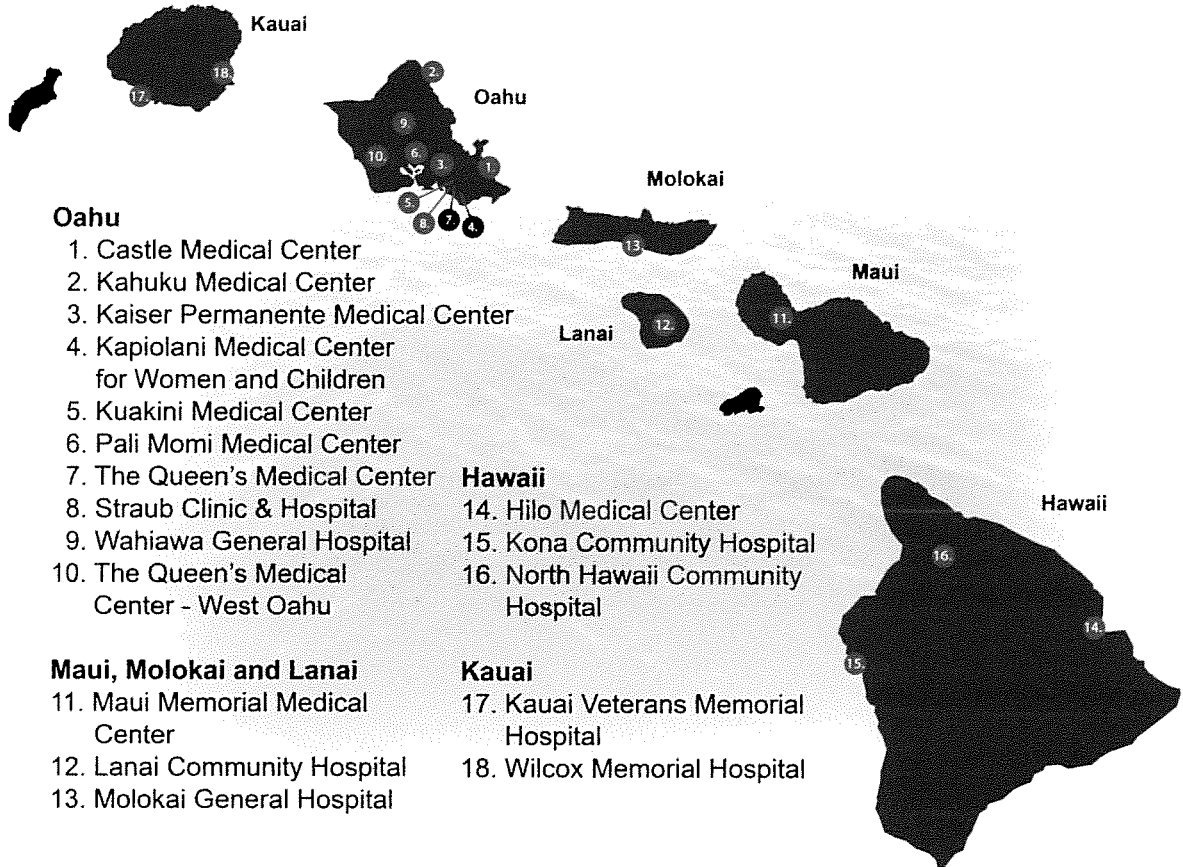 Kauai
18.
17.
2.
Oahu
9.
10.
6.
3.
1.
5.
8.
7.
4.
Molokai
13.
Maui
11.
Lanai
12.
Hawaii
16.
14.
15.
Oahu
1. Castle Medical Center
2. Kahuku Medical Center
3. Kaiser Permanente Medical Center
4. Kapiolani Medical Center
for Women and Children
5. Kuakini Medical Center
6. Pali Momi Medical Center
7. The Queen's Medical Center
8. Straub Clinic & Hospital
9. Wahiawa General Hospital
10. The Queen's Medical
Center - West Oahu
Maui, Molokai and Lanai
11. Maui Memorial Medical
Center
12. Lanai Community Hospital
13. Molokai General Hospital
Hawaii
14. Hilo Medical Center
15. Kona Community Hospital
16. North Hawaii Community
Hospital
Kauai
17. Kauai Veterans Memorial
Hospital
18. Wilcox Memorial Hospital